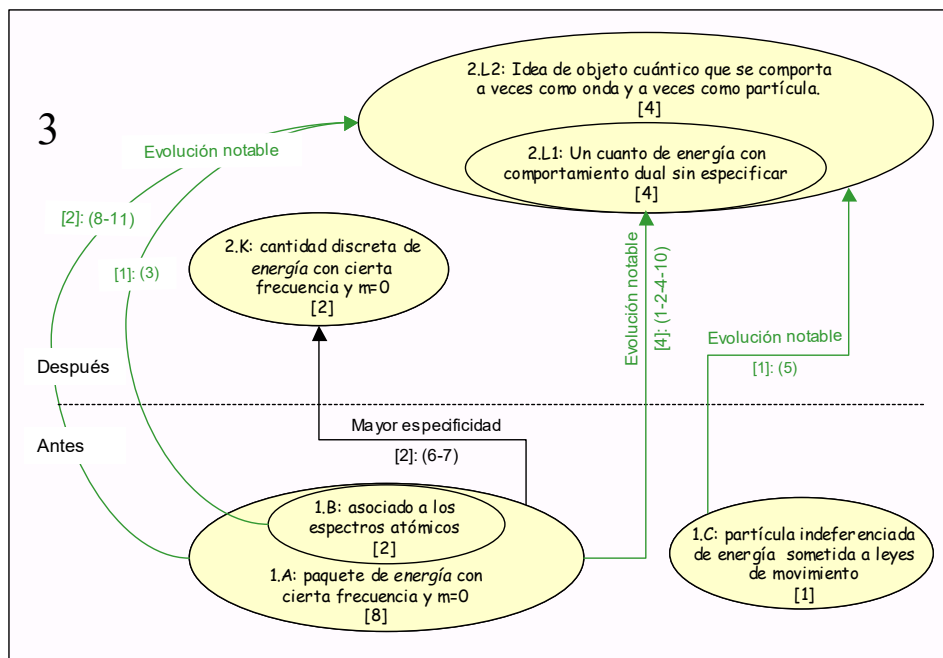 3
2.L2: Idea de objeto cuántico que se comporta
a veces como onda y a veces como partícula.
[4]
2.L1: Un cuanto de energía con
comportamiento dual sin especificar
[4]
Evolución notable
[2]: (8-11)
[1]: (3)
2.K: cantidad discreta de
energía con cierta
frecuencia y m=0
[2]
Evolución notable
[4]: (1-2-4-10)
Evolución notable
[1]: (5)
Después
Antes
Mayor especificidad
[2]: (6-7)
1.B: asociado a los
espectros atómicos
[2]
1.A: paquete de energía con
cierta frecuencia y m=0
[8]
1.C: partícula indeferenciada
de energía sometida a leyes
de movimiento
[1]